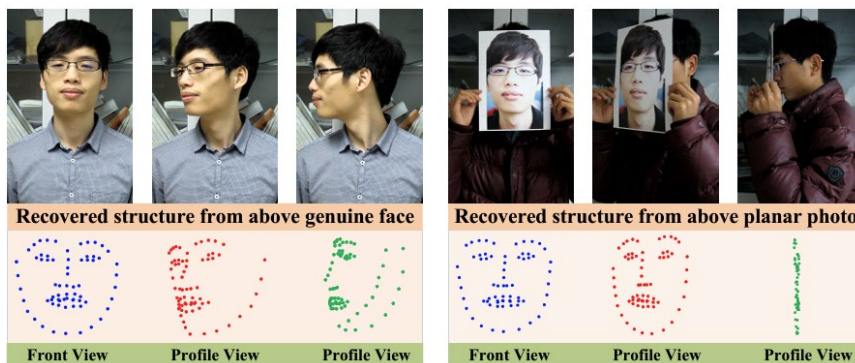 Recovered structure from above genuine face
Front View
Profile View
Profile View
Recovered structure from above planar photo
Front View
Profile View
Profile View